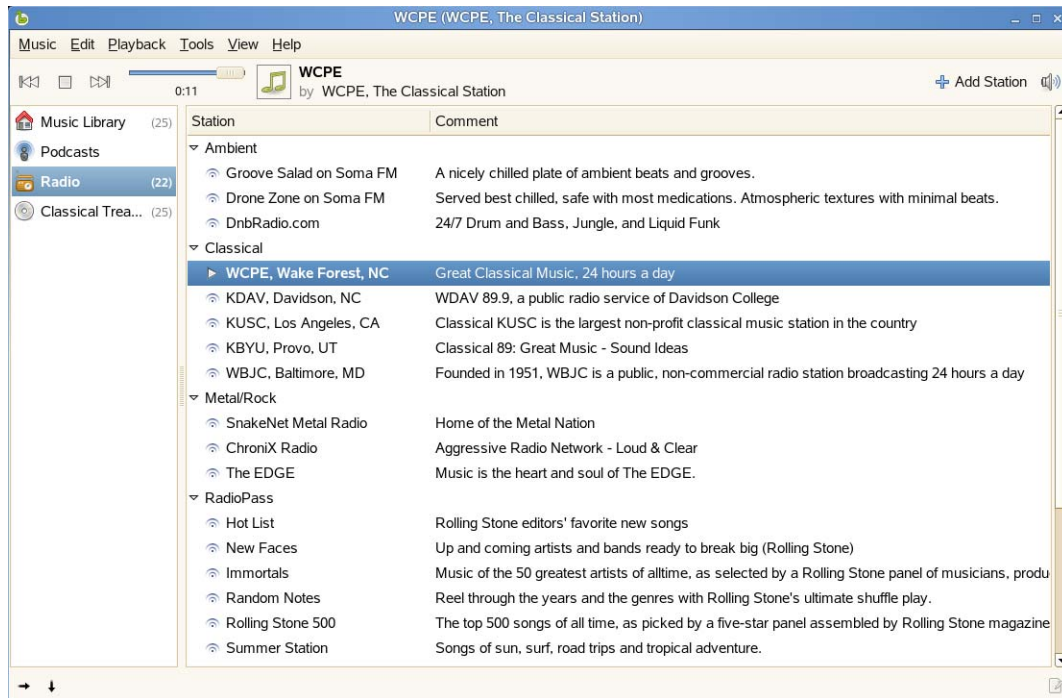 WCPE (WCPE, The Classical Station)
Music Edit Playback Tools View Help
WCPE
0:11 by WCPE, The Classical Station
Add Station
Music Library (25)
Podcasts
Radio (22)
Classical Trea... (25)
Station Comment
Ambient
Groove Salad on Soma FM A nicely chilled plate of ambient beats and grooves.
Drone Zone on Soma FM Served best chilled, safe with most medications. Atmospheric textures with minimal beats.
DnbRadio.com 24/7 Drum and Bass, Jungle, and Liquid Funk
Classical
WCPE, Wake Forest, NC Great Classical Music, 24 hours a day
KDAV, Davidson, NC WDAV 89.9, a public radio service of Davidson College
KUSC, Los Angeles, CA Classical KUSC is the largest non-profit classical music station in the country
KBYU, Provo, UT Classical 89: Great Music - Sound Ideas
WBJC, Baltimore, MD Founded in 1951, WBJC is a public, non-commercial radio station broadcasting 24 hours a day
Metal/Rock
SnakeNet Metal Radio Home of the Metal Nation
ChroniX Radio Aggressive Radio Network - Loud & Clear
The EDGE Music is the heart and soul of The EDGE.
RadioPass
Hot List Rolling Stone editors' favorite new songs
New Faces Up and coming artists and bands ready to break big (Rolling Stone)
Immortals Music of the 50 greatest artists of alltime, as selected by a Rolling Stone panel of musicians, produ
Random Notes Reel through the years and the genres with Rolling Stone's ultimate shuffle play.
Rolling Stone 500 The top 500 songs of all time, as picked by a five-star panel assembled by Rolling Stone magazine
Summer Station Songs of sun, surf, road trips and tropical adventure.